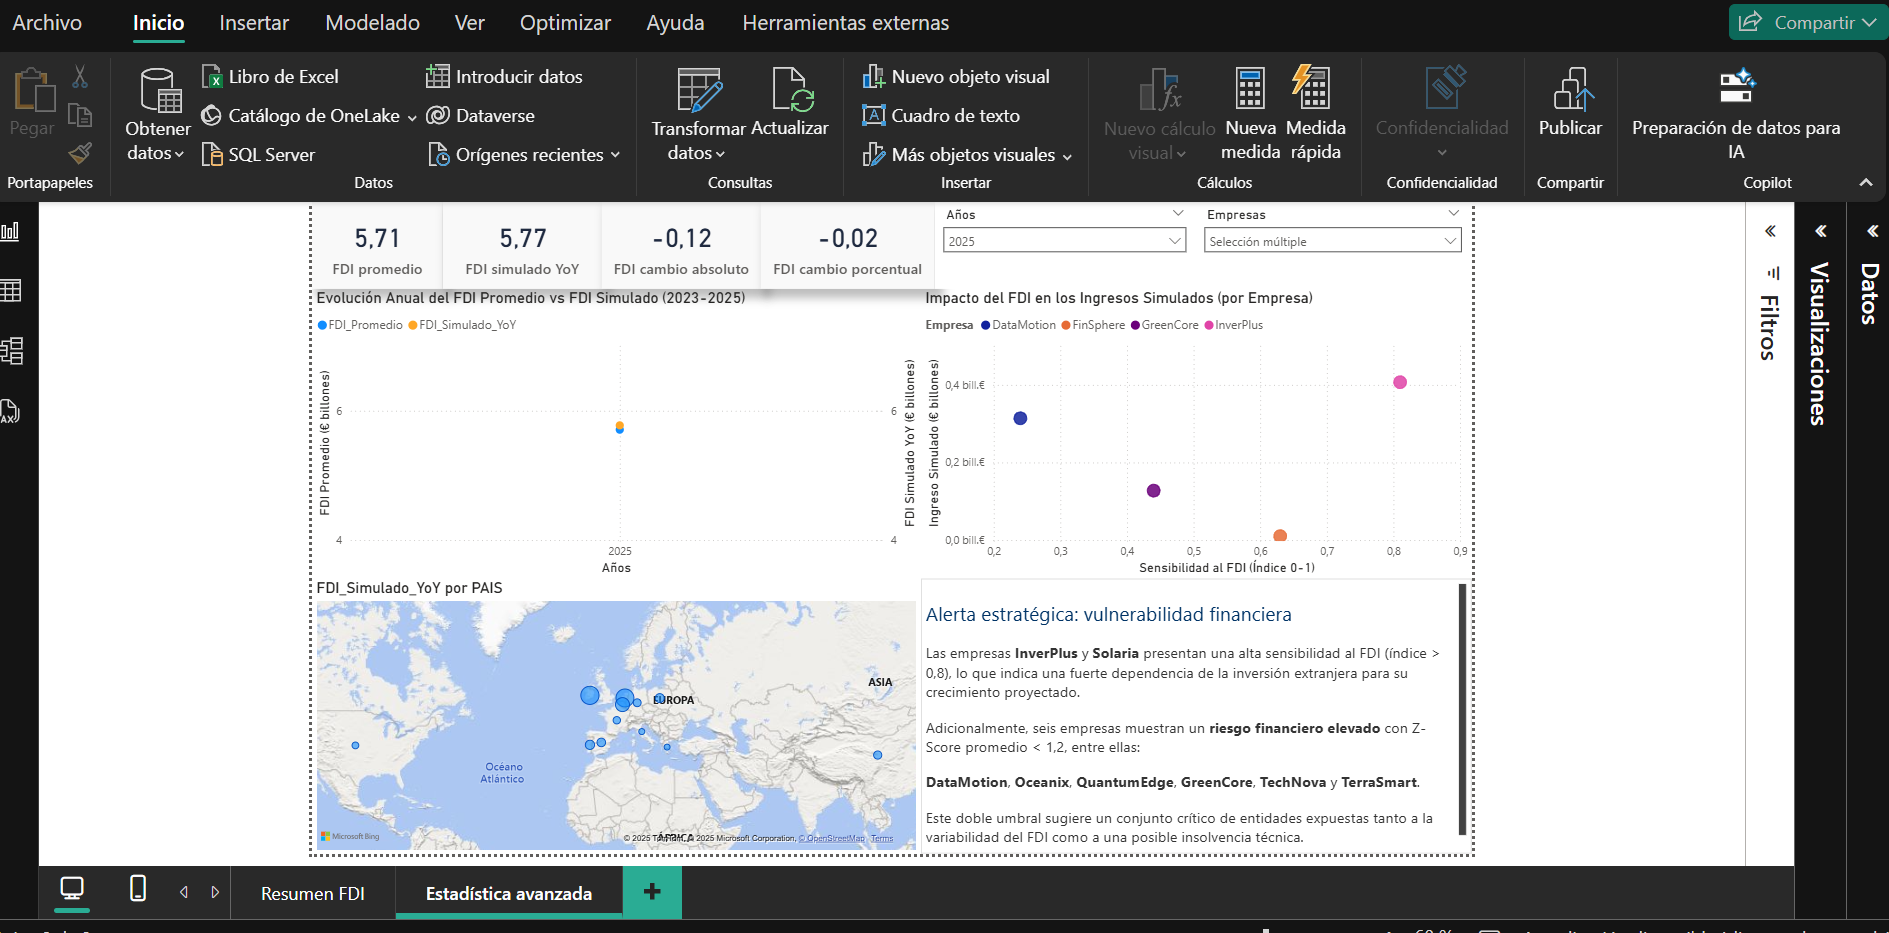 Archivo
Inicio
Insertar
Modelado
Ver
Optimizar
Ayuda
Herramientas externas
Compartir
Pegar
Portapapeles
Obtener datos
Libro de Excel
Catálogo de OneLake
SQL Server
Introducir datos
Dataverse
Orígenes recientes
Datos
Transformar datos
Actualizar
Consultas
Nuevo objeto visual
Cuadro de texto
Más objetos visuales
Insertar
Nuevo cálculo visual
Nueva medida
Medida rápida
Cálculos
Confidencialidad
Confidencialidad
Publicar
Compartir
Preparación de datos para IA
Copilot
5,71
FDI promedio
5,77
FDI simulado YoY
-0,12
FDI cambio absoluto
-0,02
FDI cambio porcentual
Años
2025
Empresas
Selección múltiple
Evolución Anual del FDI Promedio vs FDI Simulado (2023-2025)
FDI_Promedio FDI_Simulado_YoY
FDI Promedio (€ billones)
6
4
6
4
FDI Simulado YoY (€ billones)
2025
Años
Impacto del FDI en los Ingresos Simulados (por Empresa)
Empresa DataMotion FinSphere GreenCore InverPlus
Ingreso Simulado (€ billones)
0,4 bill.€
0,2 bill.€
0,0 bill.€
0,2 0,3 0,4 0,5 0,6 0,7 0,8 0,9
Sensibilidad al FDI (Índice 0-1)
FDI_Simulado_YoY por PAIS
EUROPA
ASIA
Océano Atlántico
ÁFRICA
Microsoft Bing
© 2025 TomTom, © 2025 Microsoft Corporation, © OpenStreetMap Terms
Alerta estratégica: vulnerabilidad financiera
Las empresas InverPlus y Solaria presentan una alta sensibilidad al FDI (índice >
0,8), lo que indica una fuerte dependencia de la inversión extranjera para su
crecimiento proyectado.
Adicionalmente, seis empresas muestran un riesgo financiero elevado con Z-
Score promedio < 1,2, entre ellas:
DataMotion, Oceanix, QuantumEdge, GreenCore, TechNova y TerraSmart.
Este doble umbral sugiere un conjunto crítico de entidades expuestas tanto a la
variabilidad del FDI como a una posible insolvencia técnica.
Filtros
Visualizaciones
Datos
Resumen FDI
Estadística avanzada